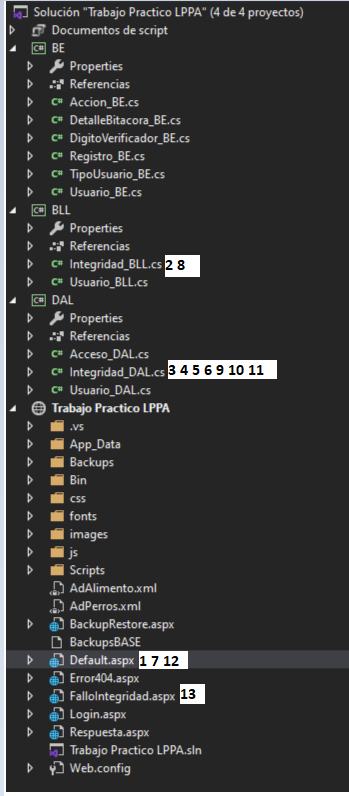 Solución "Trabajo Practico LPPA" (4 de 4 proyectos)
Documentos de script
C# BE
Properties
Referencias
C# Accion_BE.cs
C# DetalleBitacora_BE.cs
C# DigitoVerificador_BE.cs
C# Registro_BE.cs
C# TipoUsuario_BE.cs
C# Usuario_BE.cs
C# BLL
Properties
Referencias
C# Integridad_BLL.cs 2 8
C# Usuario_BLL.cs
C# DAL
Properties
Referencias
C# Acceso_DAL.cs
C# Integridad_DAL.cs 3 4 5 6 9 10 11
C# Usuario_DAL.cs
Trabajo Practico LPPA
.vs
App_Data
Backups
Bin
css
fonts
images
js
Scripts
AdAlimento.xml
AdPerros.xml
BackupRestore.aspx
BackupsBASE
Default.aspx 1 7 12
Error404.aspx
FalloIntegridad.aspx 13
Login.aspx
Respuesta.aspx
Trabajo Practico LPPA.sln
Web.config